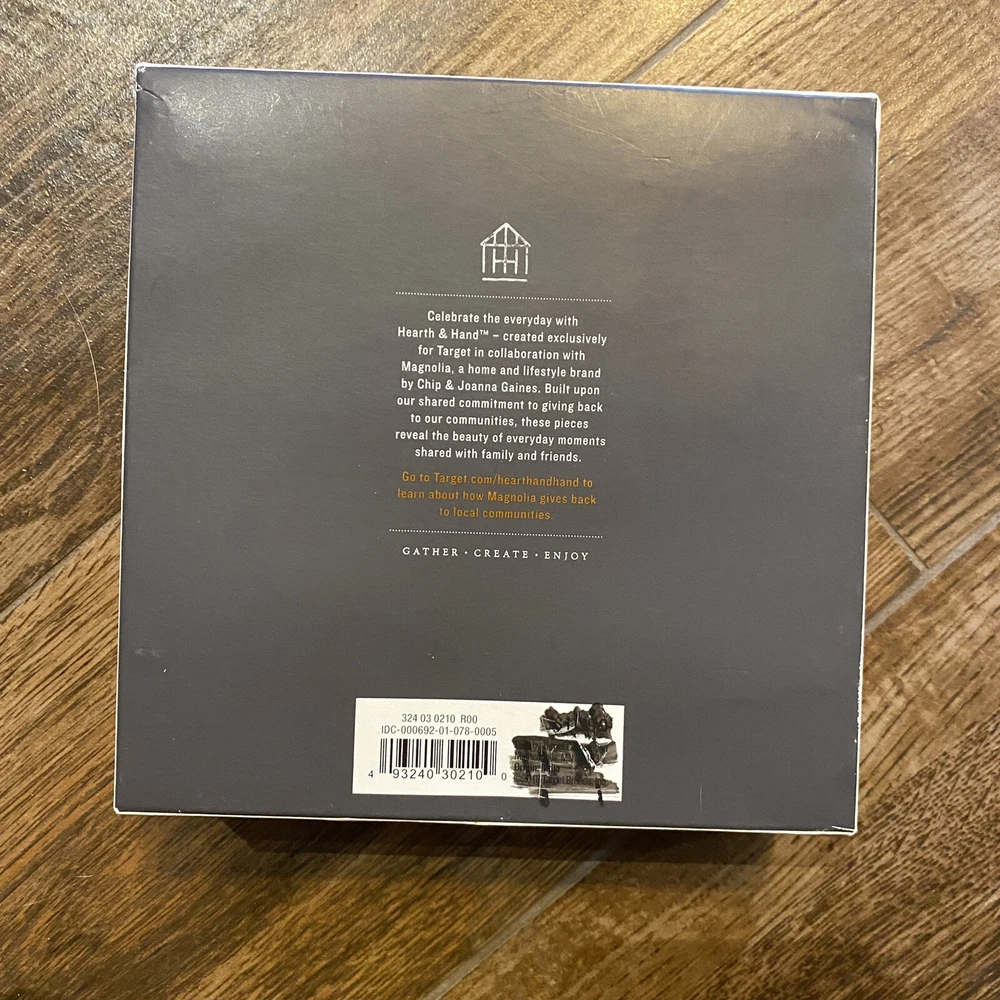 Celebrate the everyday with
Hearth & Hand™ – created exclusively
for Target in collaboration with
Magnolia, a home and lifestyle brand
by Chip & Joanna Gaines. Built upon
our shared commitment to giving back
to our communities, these pieces
reveal the beauty of everyday moments
shared with family and friends.
Go to Target.com/hearthandhand to
learn about how Magnolia gives back
to local communities.
GATHER · CREATE · ENJOY
324 03 0210 R00
IDC-000692-01-078-0005
4 93240 30210 0